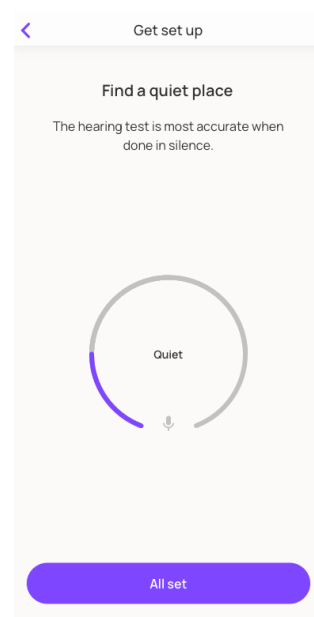 Get set up
Find a quiet place
The hearing test is most accurate when
done in silence.
Quiet
All set